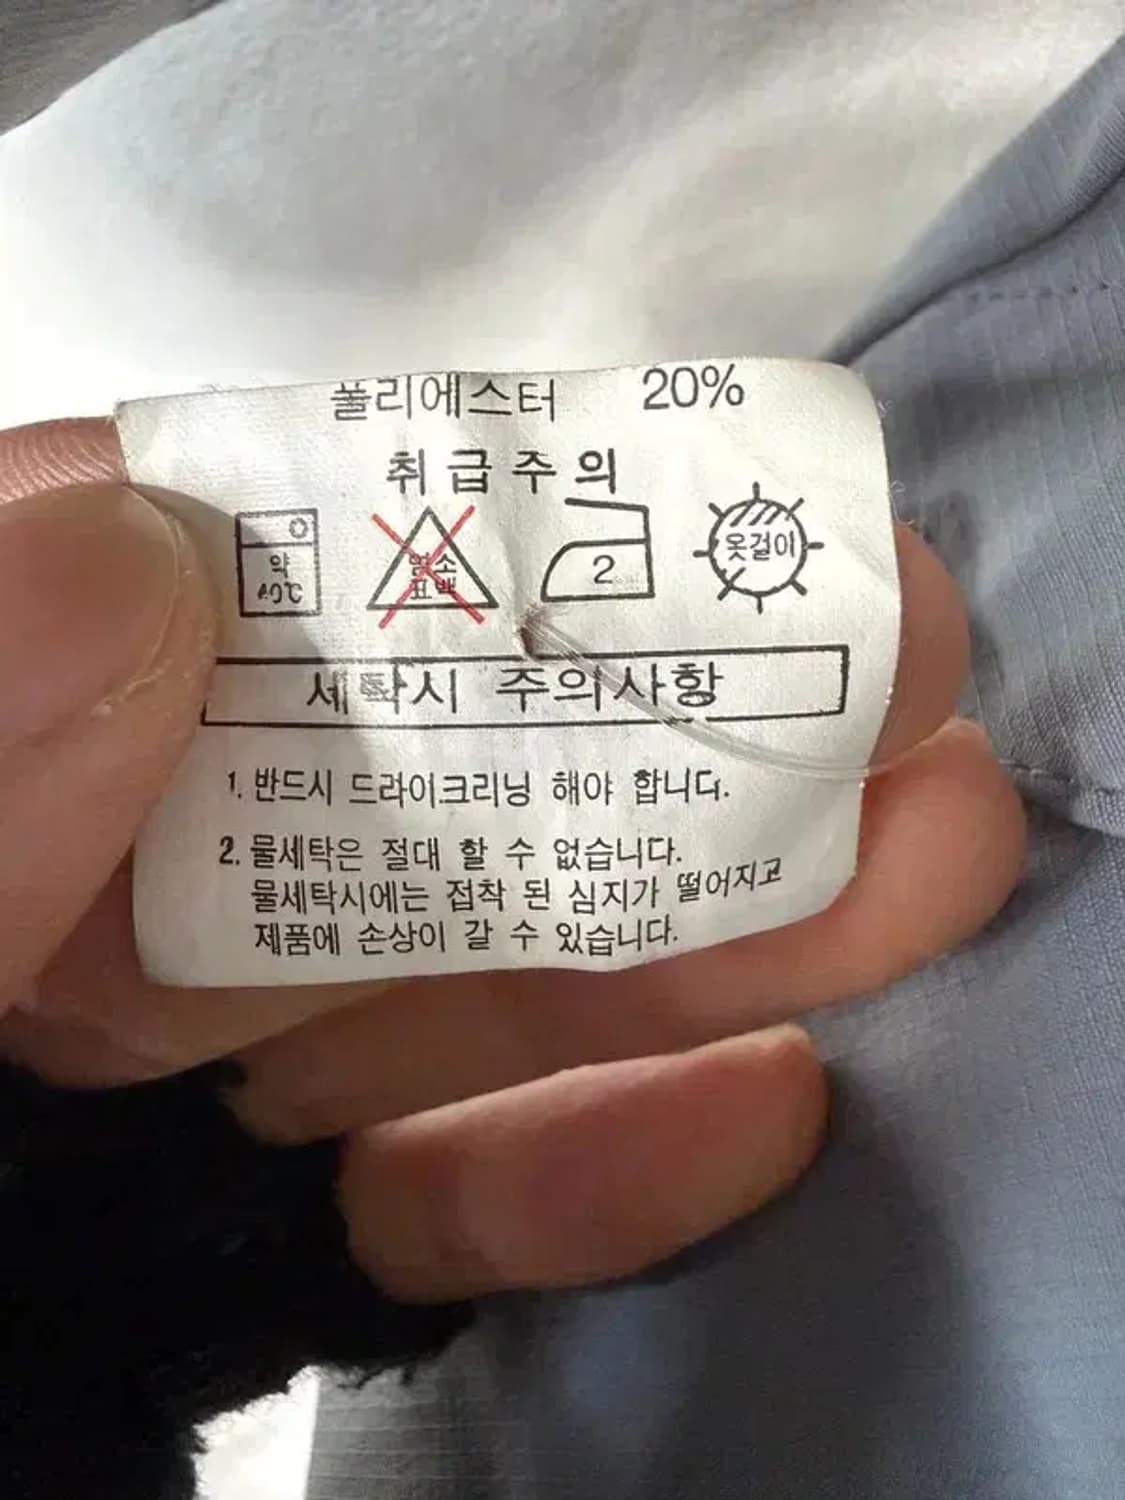 폴리에스터 20%
취급주의
약
40℃
염소
표백
2
옷걸이
세탁시 주의사항
1. 반드시 드라이크리닝 해야 합니다.
2. 물세탁은 절대 할 수 없습니다.
물세탁시에는 접착 된 심지가 떨어지고
제품에 손상이 갈 수 있습니다.